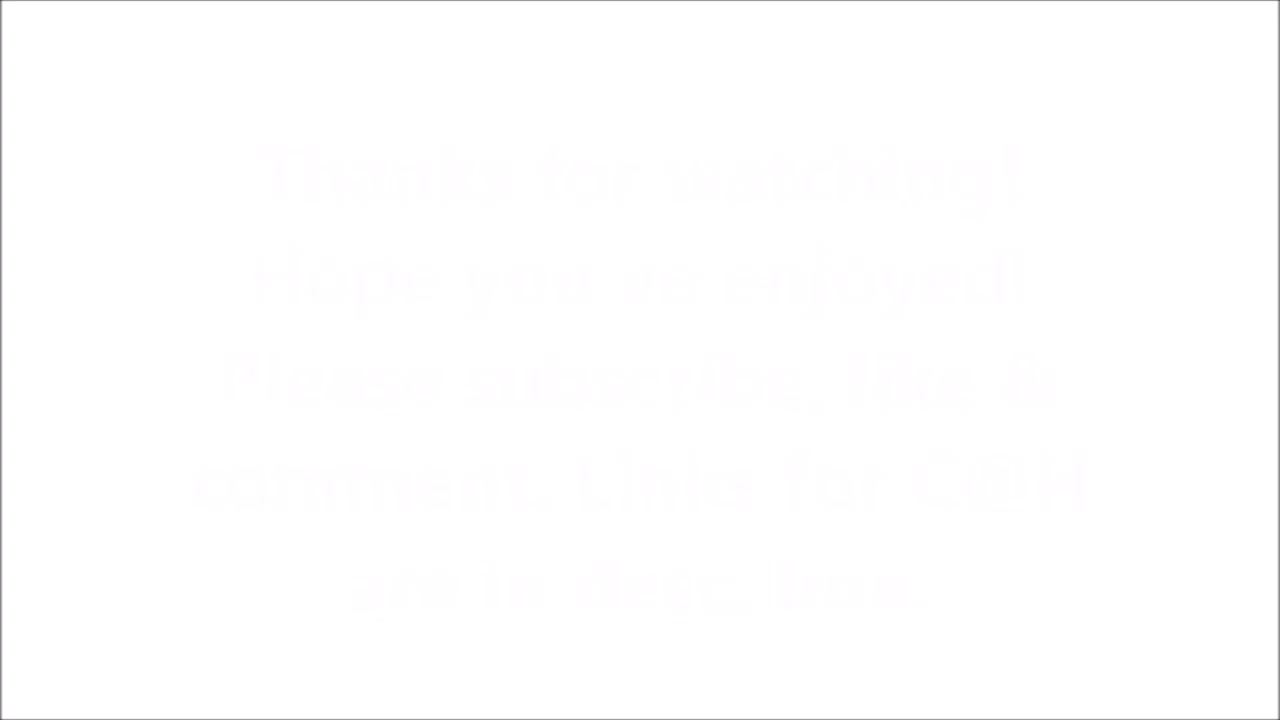 Thanks for watching!
Hope you've enjoyed!
Please subscribe, like &
comment. Links for
are in desc. box.